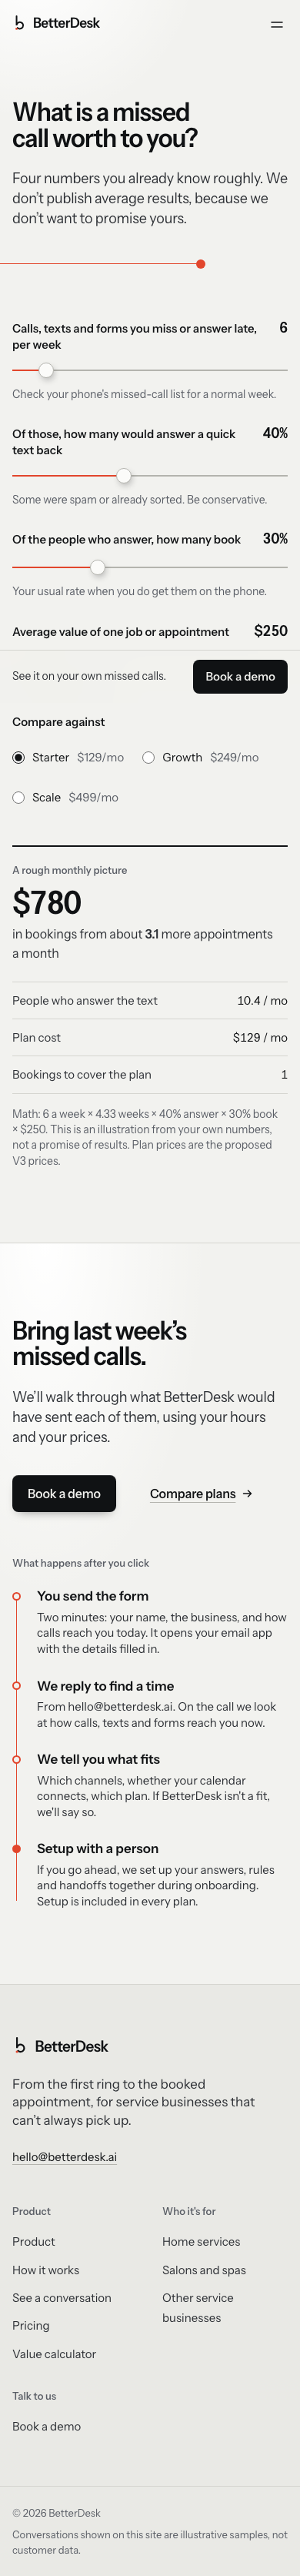 BetterDesk
What is a missed
call worth to you?
Four numbers you already know roughly. We
don’t publish average results, because we
don’t want to promise yours.
Calls, texts and forms you miss or answer late, 6
per week
Check your phone's missed-call list for a normal week.
Of those, how many would answer a quick 40%
text back
Some were spam or already sorted. Be conservative.
Of the people who answer, how many book 30%
Your usual rate when you do get them on the phone.
Average value of one job or appointment $250
See it on your own missed calls. Book a demo
Compare against
Starter $129/mo Growth $249/mo
Scale $499/mo
A rough monthly picture
$780
in bookings from about 3.1 more appointments
a month
People who answer the text 10.4 / mo
Plan cost $129 / mo
Bookings to cover the plan 1
Math: 6 a week × 4.33 weeks × 40% answer × 30% book
× $250. This is an illustration from your own numbers,
not a promise of results. Plan prices are the proposed
V3 prices.
Bring last week’s
missed calls.
We’ll walk through what BetterDesk would
have sent each of them, using your hours
and your prices.
Book a demo Compare plans →
What happens after you click
You send the form
Two minutes: your name, the business, and how
calls reach you today. It opens your email app
with the details filled in.
We reply to find a time
From hello@betterdesk.ai. On the call we look
at how calls, texts and forms reach you now.
We tell you what fits
Which channels, whether your calendar
connects, which plan. If BetterDesk isn't a fit,
we'll say so.
Setup with a person
If you go ahead, we set up your answers, rules
and handoffs together during onboarding.
Setup is included in every plan.
BetterDesk
From the first ring to the booked
appointment, for service businesses that
can’t always pick up.
hello@betterdesk.ai
Product
Product
How it works
See a conversation
Pricing
Value calculator
Who it's for
Home services
Salons and spas
Other service
businesses
Talk to us
Book a demo
© 2026 BetterDesk
Conversations shown on this site are illustrative samples, not
customer data.